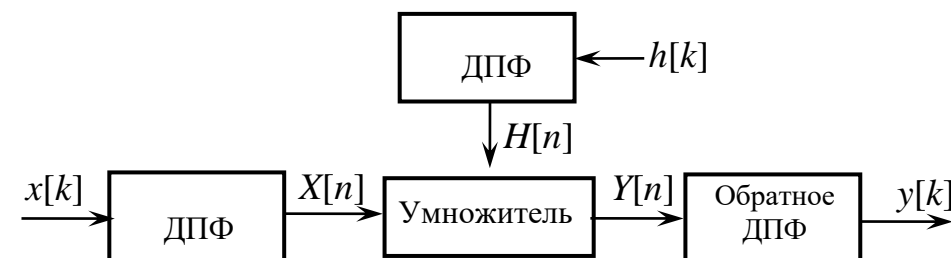 ДПФ
h[k]
H[n]
x[k]
ДПФ
X[n]
Умножитель
Y[n]
Обратное
ДПФ
y[k]